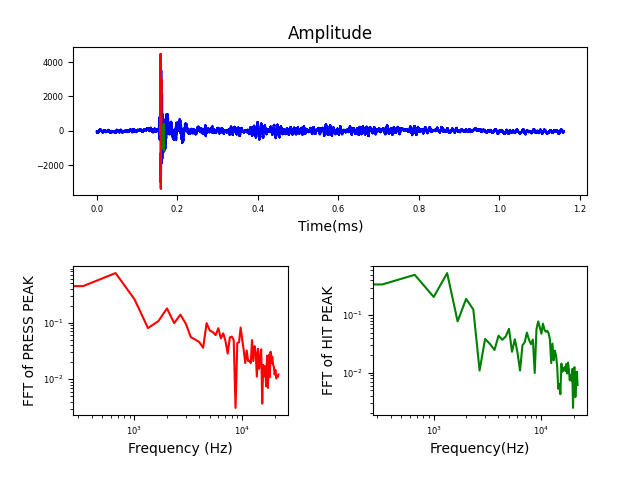 Amplitude
4000
2000
0
−2000
0.0 0.2 0.4 0.6 0.8 1.0 1.2
Time(ms)
FFT of PRESS PEAK
10⁻¹
10⁻²
10³ 10⁴
Frequency (Hz)
FFT of HIT PEAK
10⁻¹
10⁻²
10³ 10⁴
Frequency(Hz)